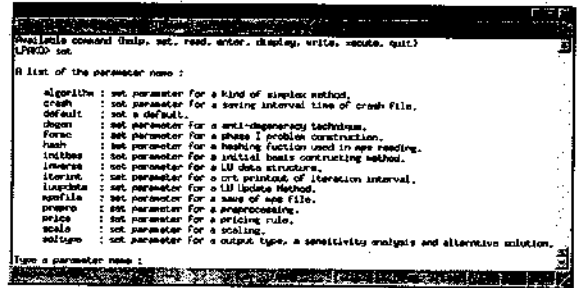 Available command (help, set, read, enter, display, write, xecute, quit)
LPAKO> set
A list of the parameter name :
algorithm : set parameter for a kind of simplex method.
crash : set parameter for a saving interval time of crash file.
default : set a default.
degen : set parameter for a anti-degeneracy technique.
formc : set parameter for a phase I problem construction.
hash : set parameter for a hashing fuction used in mps reading.
initbas : set parameter for a initial basis contructing method.
inverse : set parameter for a LU data structure.
iterint : set parameter for a crt printout of iteration interval.
luupdate : set parameter for a LU Update Method.
mpsfile : set parameter for a save of mps file.
prepro : set parameter for a preprocessing.
price : set parameter for a pricing rule.
scale : set parameter for a scaling.
soltype : set parameter for a output type, a sensitivity analysis and alterntive solution.
Type a parameter name :